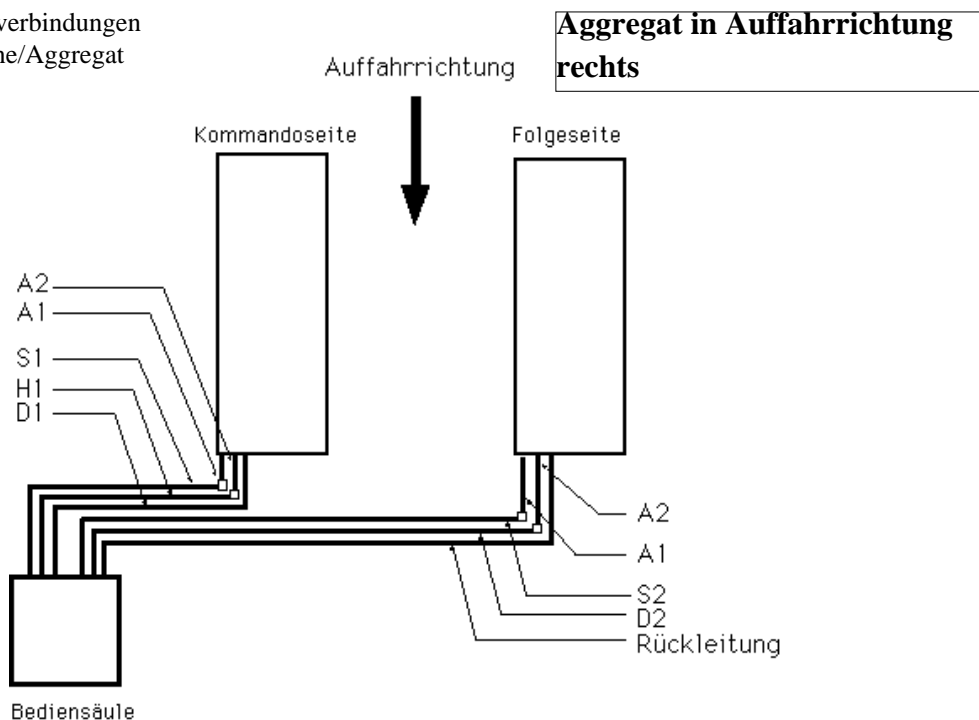 verbindungen
ne/Aggregat
Aggregat in Auffahrrichtung
rechts
Auffahrrichtung
Kommandoseite
Folgeseite
A2
A1
S1
H1
D1
A2
A1
S2
D2
Rückleitung
Bediensäule